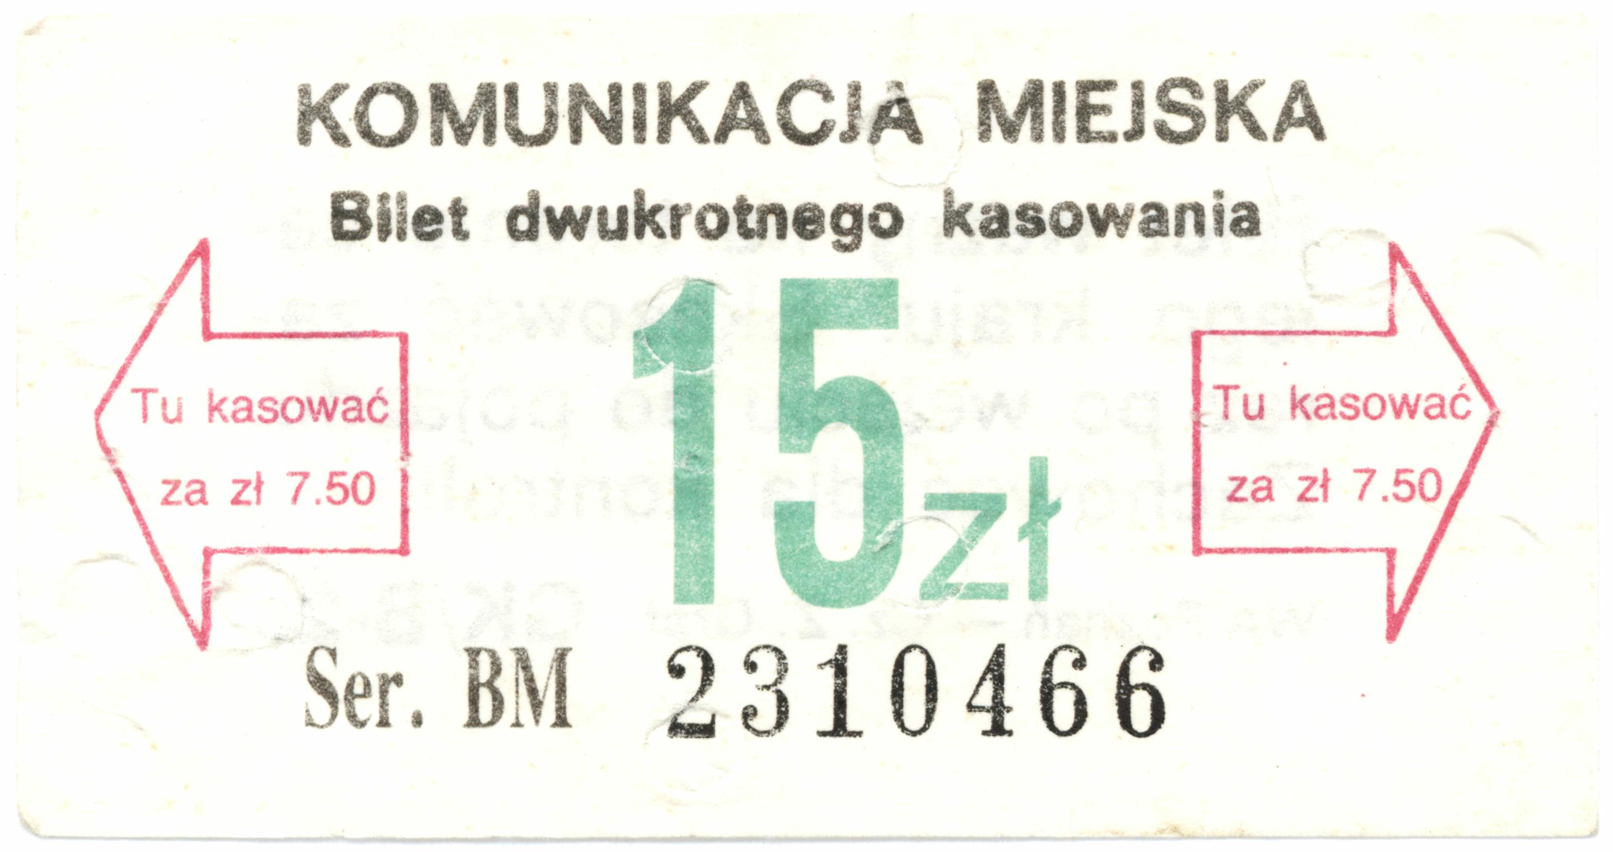 KOMUNIKACJA MIEJSKA
Bilet dwukrotnego kasowania
Tu kasować
za zł 7.50
15 zł
Tu kasować
za zł 7.50
Ser. BM 2310466